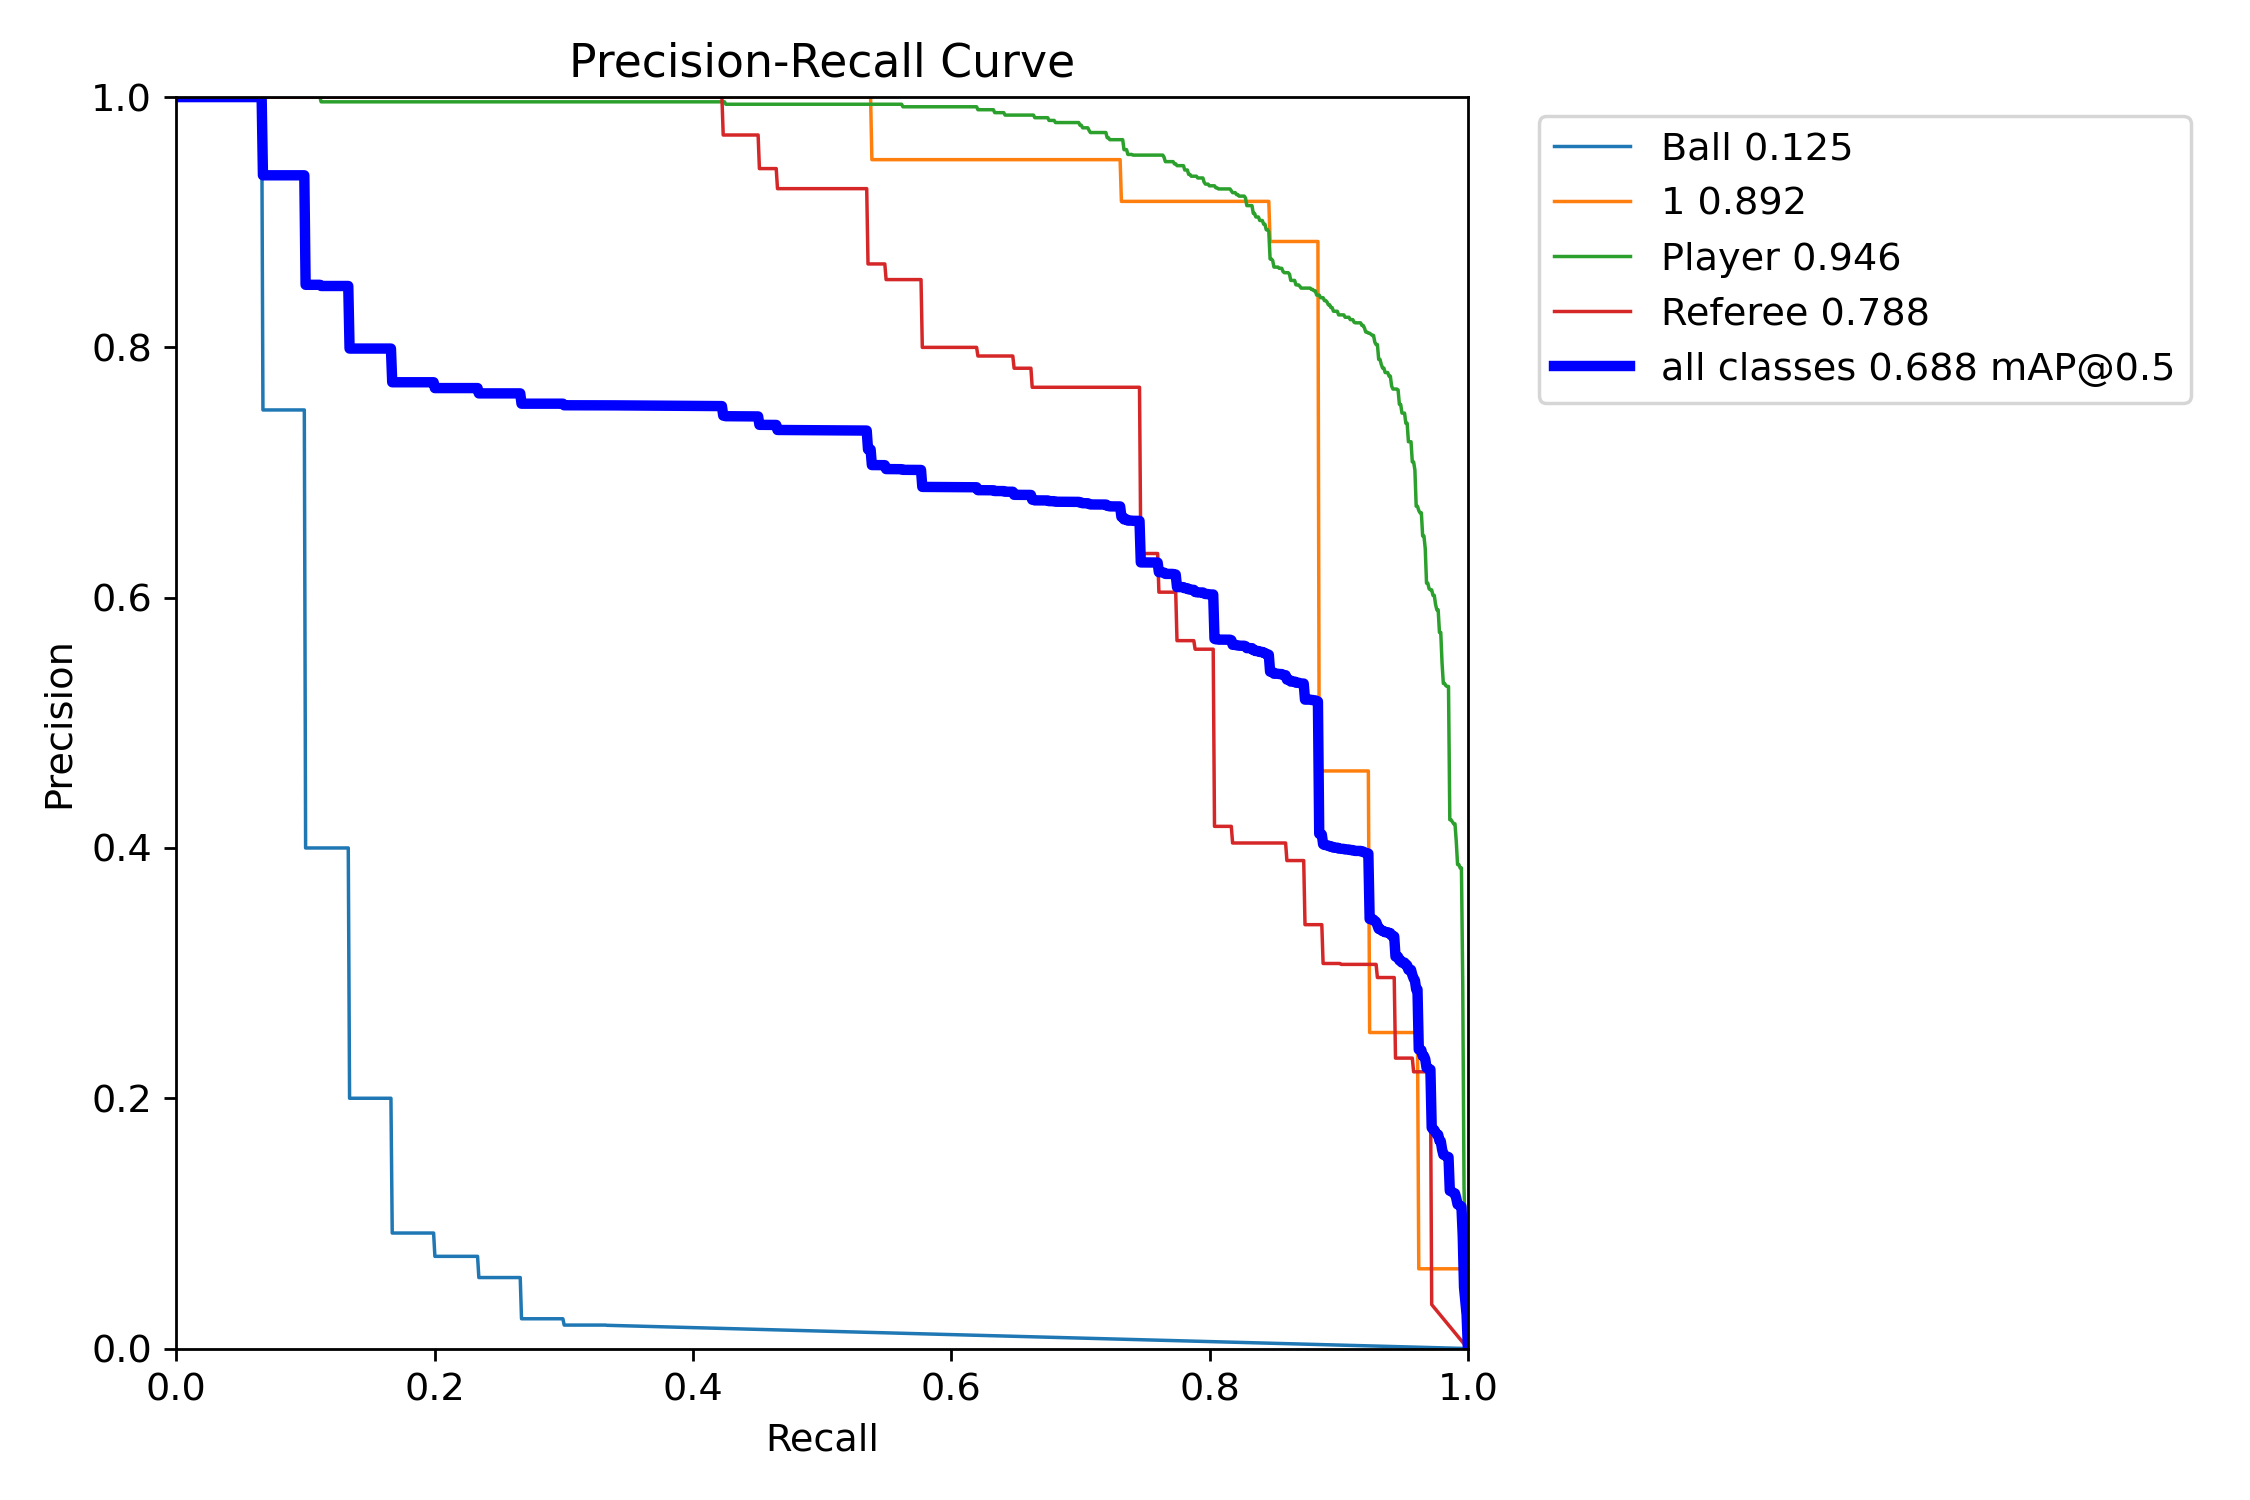 Precision-Recall Curve
1.0
0.8
0.6
0.4
0.2
0.0
Precision
0.0 0.2 0.4 0.6 0.8 1.0
Recall
Ball 0.125
1 0.892
Player 0.946
Referee 0.788
all classes 0.688 mAP@0.5